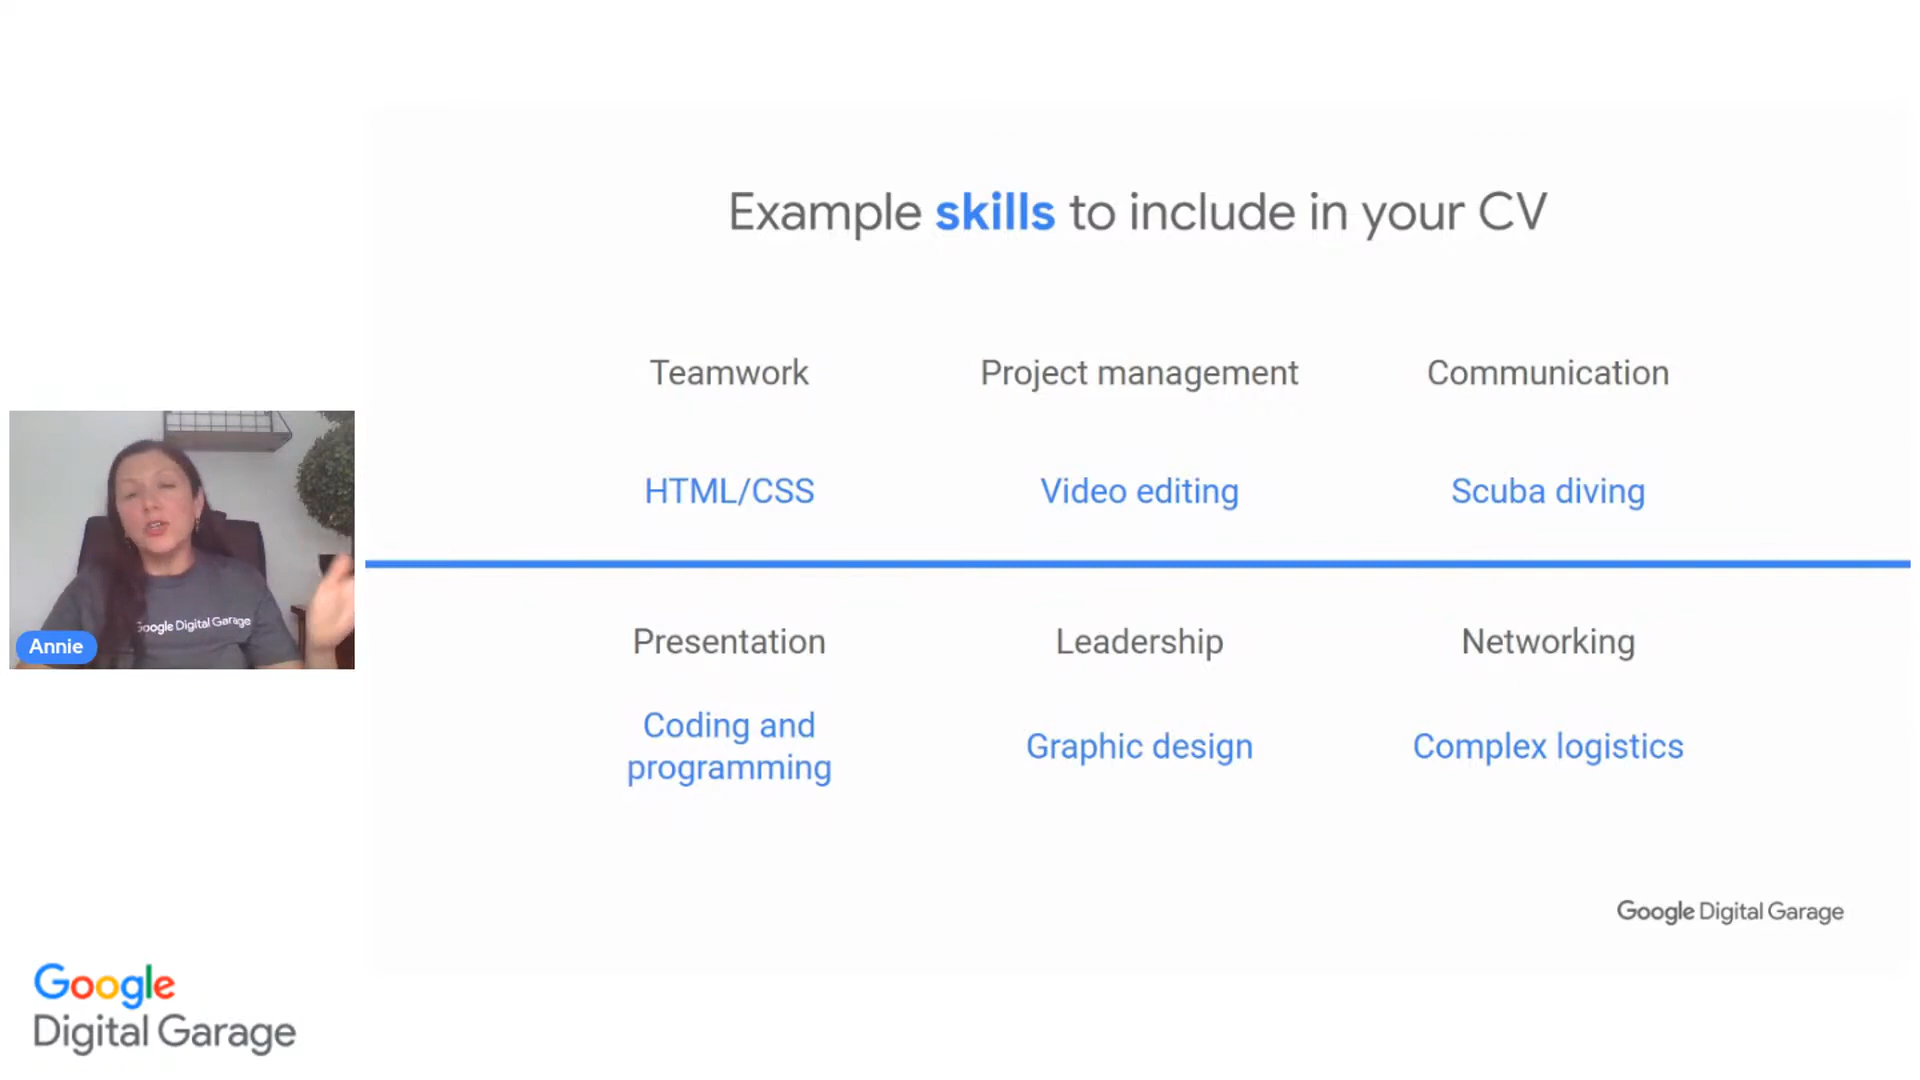 Example skills to include in your CV
Teamwork
Project management
Communication
HTML/CSS
Video editing
Scuba diving
Google Digital Garage
Annie
Presentation
Leadership
Networking
Coding and
programming
Graphic design
Complex logistics
Google Digital Garage
Google
Digital Garage